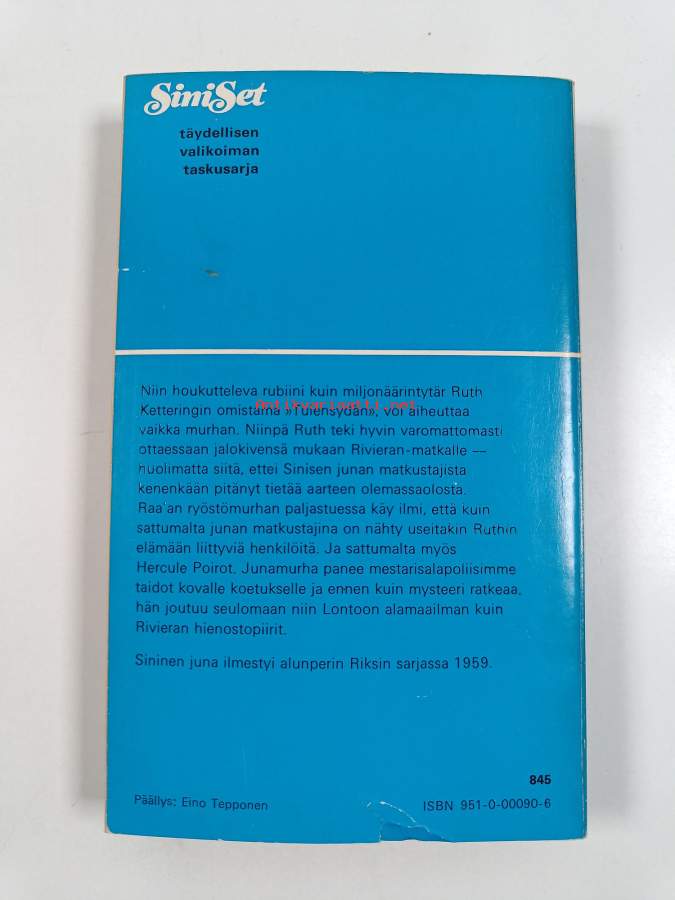 SiniSet
täydellisen
valikoiman
taskusarja
Niin houkutteleva rubiini kuin miljonäärintytär Ruth
Ketteringin omistama »Tulensydän», voi aiheuttaa
Antikvariaatti.net
vaikka murhan. Niinpä Ruth teki hyvin varomattomasti
ottaessaan jalokivensä mukaan Rivieran-matkalle —
huolimatta siitä, ettei Sinisen junan matkustajista
kenenkään pitänyt tietää aarteen olemassaolosta.
Raa'an ryöstömurhan paljastuessa käy ilmi, että kuin
sattumalta junan matkustajina on nähty useitakin Ruthin
elämään liittyviä henkilöitä. Ja sattumalta myös
Hercule Poirot. Junamurha panee mestarisalapoliisimme
taidot kovalle koetukselle ja ennen kuin mysteeri ratkeaa,
hän joutuu seulomaan niin Lontoon alamaailman kuin
Rivieran hienostopiirit.
Sininen juna ilmestyi alunperin Riksin sarjassa 1959.
845
Päällys: Eino Tepponen
ISBN 951-0-00090-6